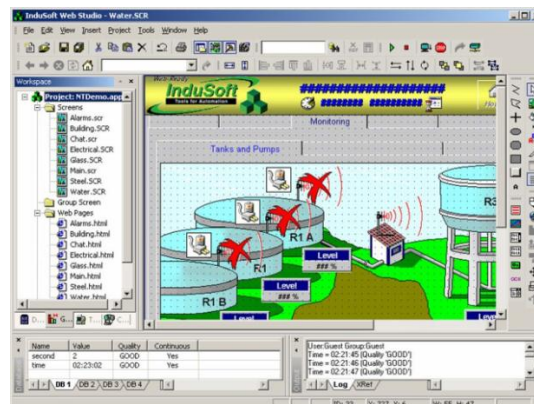 InduSoft Web Studio - Water.SCR
File Edit View Insert Project Tools Window Help
Workspace
Project: NTDemo.app
Screens
Alarms.scr
Building.SCR
Chat.scr
Electrical.SCR
Glass.SCR
Main.scr
Steel.SCR
Water.SCR
Group Screen
Web Pages
Alarms.html
Building.html
Chat.html
Electrical.html
Glass.html
Main.html
Steel.html
Water.html
D... G... T... C...
Web-Ready
InduSoft
Tools for Automation
######################
######### #########
Monitoring
Tanks and Pumps
R1 A
R1
R1 B
R3
Level
### %
Level
### %
Level
Level
Name Value Quality Continuous
second 2 GOOD Yes
time 02:23:02 GOOD Yes
DB 1 DB 2 DB 3 DB 4
User:Guest Group:Guest
Time = 02:21:45 (Quality 'GOOD')
Time = 02:21:46 (Quality 'GOOD')
Time = 02:21:47 (Quality 'GOOD')
Log XRef